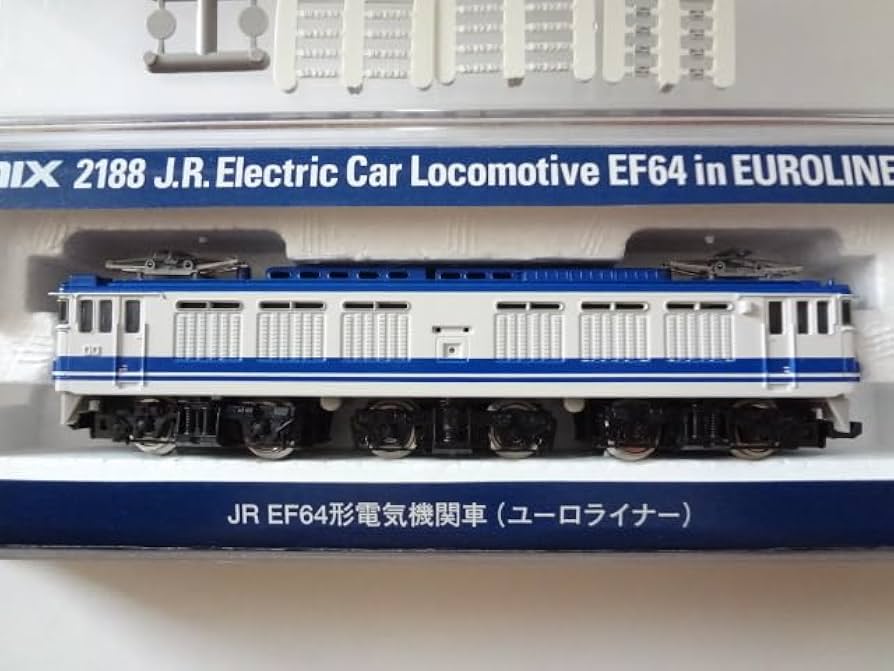 mix 2188 J.R. Electric Car Locomotive EF64 in EUROLINE
JR EF64形電気機関車（ユーロライナー）